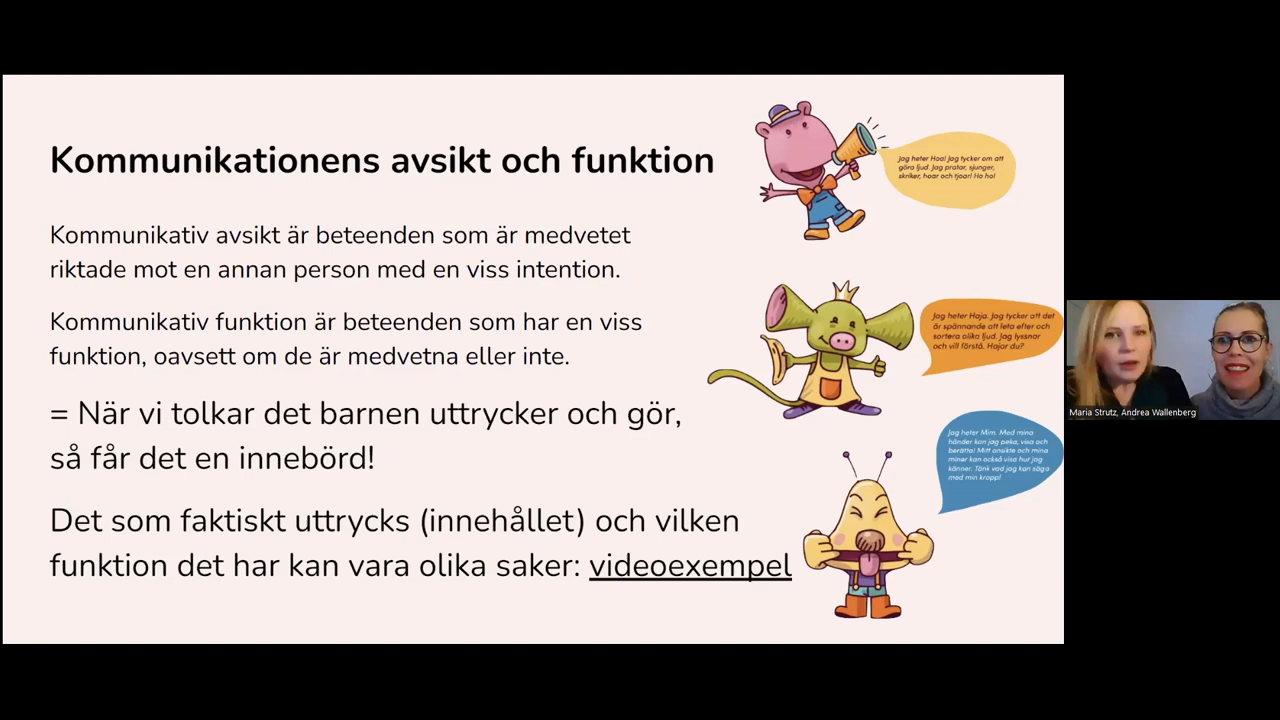 Kommunikationens avsikt och funktion
Kommunikativ avsikt är beteenden som är medvetet
riktade mot en annan person med en viss intention.
Kommunikativ funktion är beteenden som har en viss
funktion, oavsett om de är medvetna eller inte.
= När vi tolkar det barnen uttrycker och gör,
så får det en innebörd!
Det som faktiskt uttrycks (innehållet) och vilken
funktion det har kan vara olika saker: videoexempel
Jag heter Hoa! Jag tycker om att
göra ljud. Jag pratar, sjunger,
skriker, hoar och tjoar! Ho ho!
Jag heter Haja. Jag tycker att det
är spännande att leta efter och
sortera olika ljud. Jag lyssnar
och vill förstå. Hajar du?
Jag heter Mim. Med mina
händer kan jag peka, visa och
berätta! Mitt ansikte och mina
miner kan också visa hur jag
känner. Tänk vad jag kan säga
med min kropp!
Maria Strutz, Andrea Wallenberg